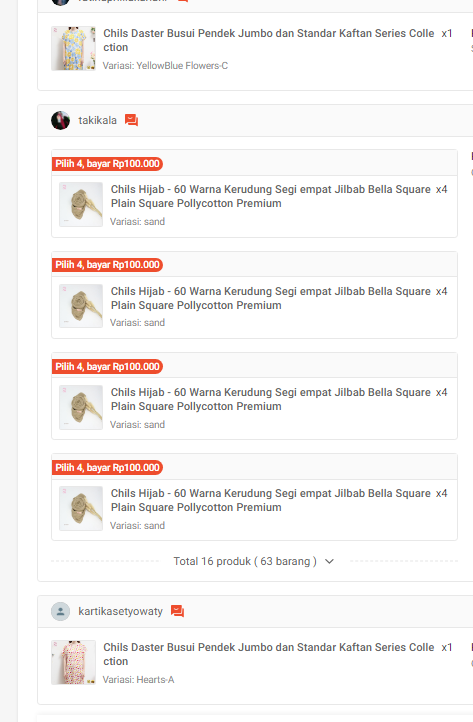 Chils Daster Busui Pendek Jumbo dan Standar Kaftan Series Colle x1
ction
Variasi: YellowBlue Flowers-C
takikala
Pilih 4, bayar Rp100.000
Chils Hijab - 60 Warna Kerudung Segi empat Jilbab Bella Square x4
Plain Square Pollycotton Premium
Variasi: sand
Pilih 4, bayar Rp100.000
Chils Hijab - 60 Warna Kerudung Segi empat Jilbab Bella Square x4
Plain Square Pollycotton Premium
Variasi: sand
Pilih 4, bayar Rp100.000
Chils Hijab - 60 Warna Kerudung Segi empat Jilbab Bella Square x4
Plain Square Pollycotton Premium
Variasi: sand
Pilih 4, bayar Rp100.000
Chils Hijab - 60 Warna Kerudung Segi empat Jilbab Bella Square x4
Plain Square Pollycotton Premium
Variasi: sand
Total 16 produk ( 63 barang )
kartikasetyowaty
Chils Daster Busui Pendek Jumbo dan Standar Kaftan Series Colle x1
ction
Variasi: Hearts-A